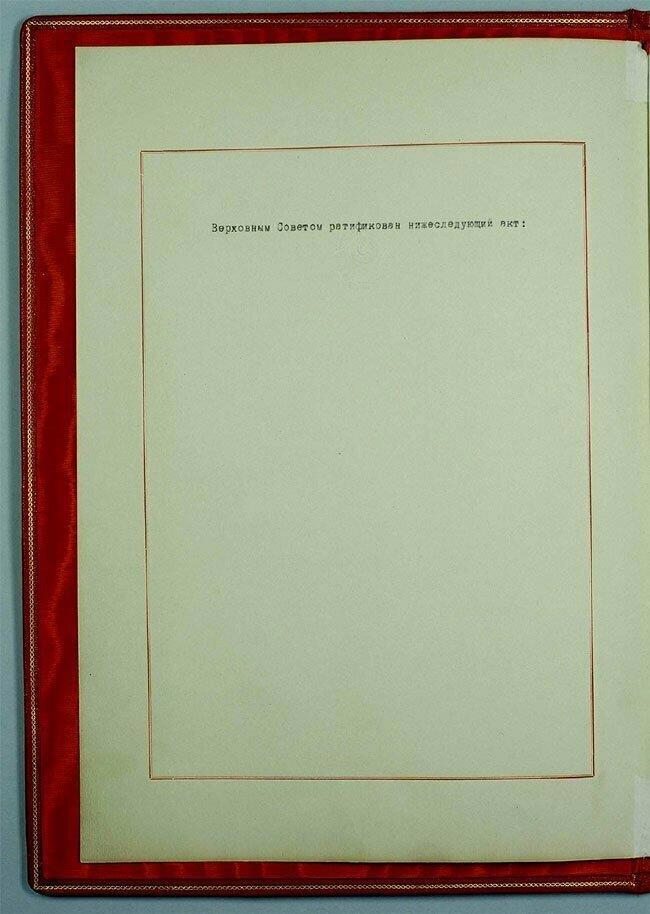 Верховным Советом ратификован нижеследующий акт: